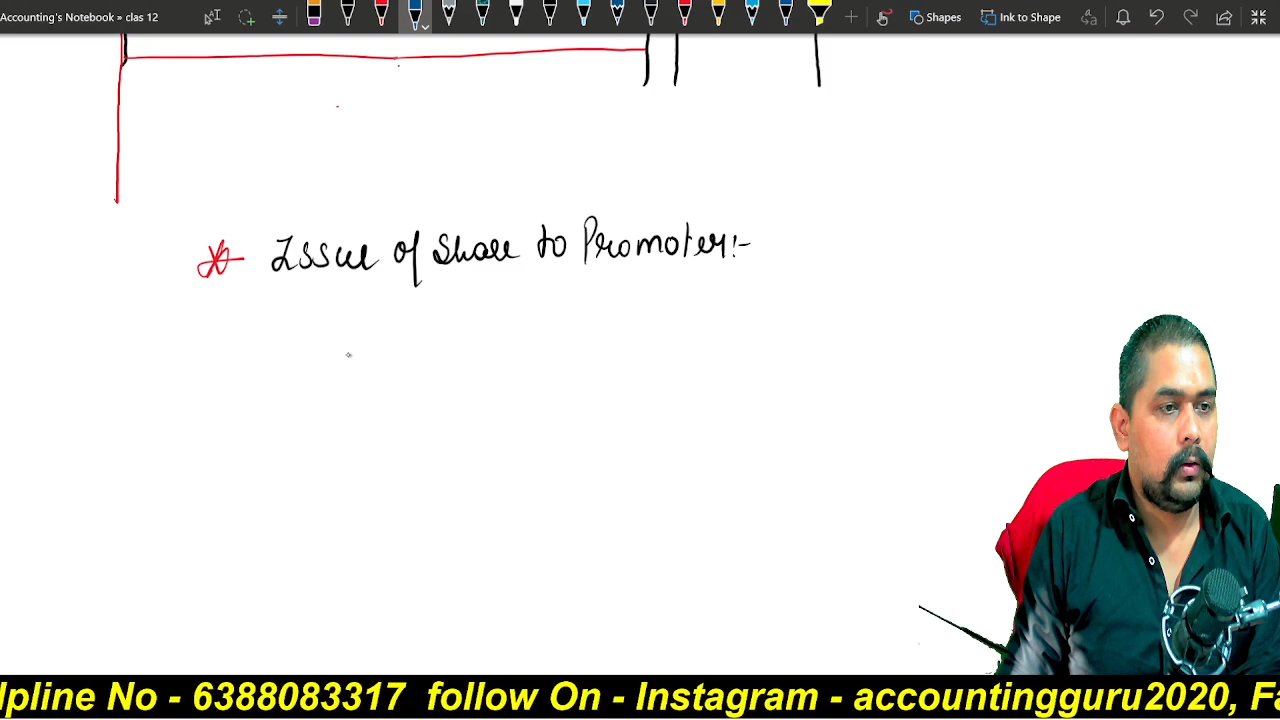 Accounting's Notebook » clas 12
Shapes
Ink to Shape
Issue of Share to Promoter:-
lpline No - 6388083317 follow On - Instagram - accountingguru2020, Fa